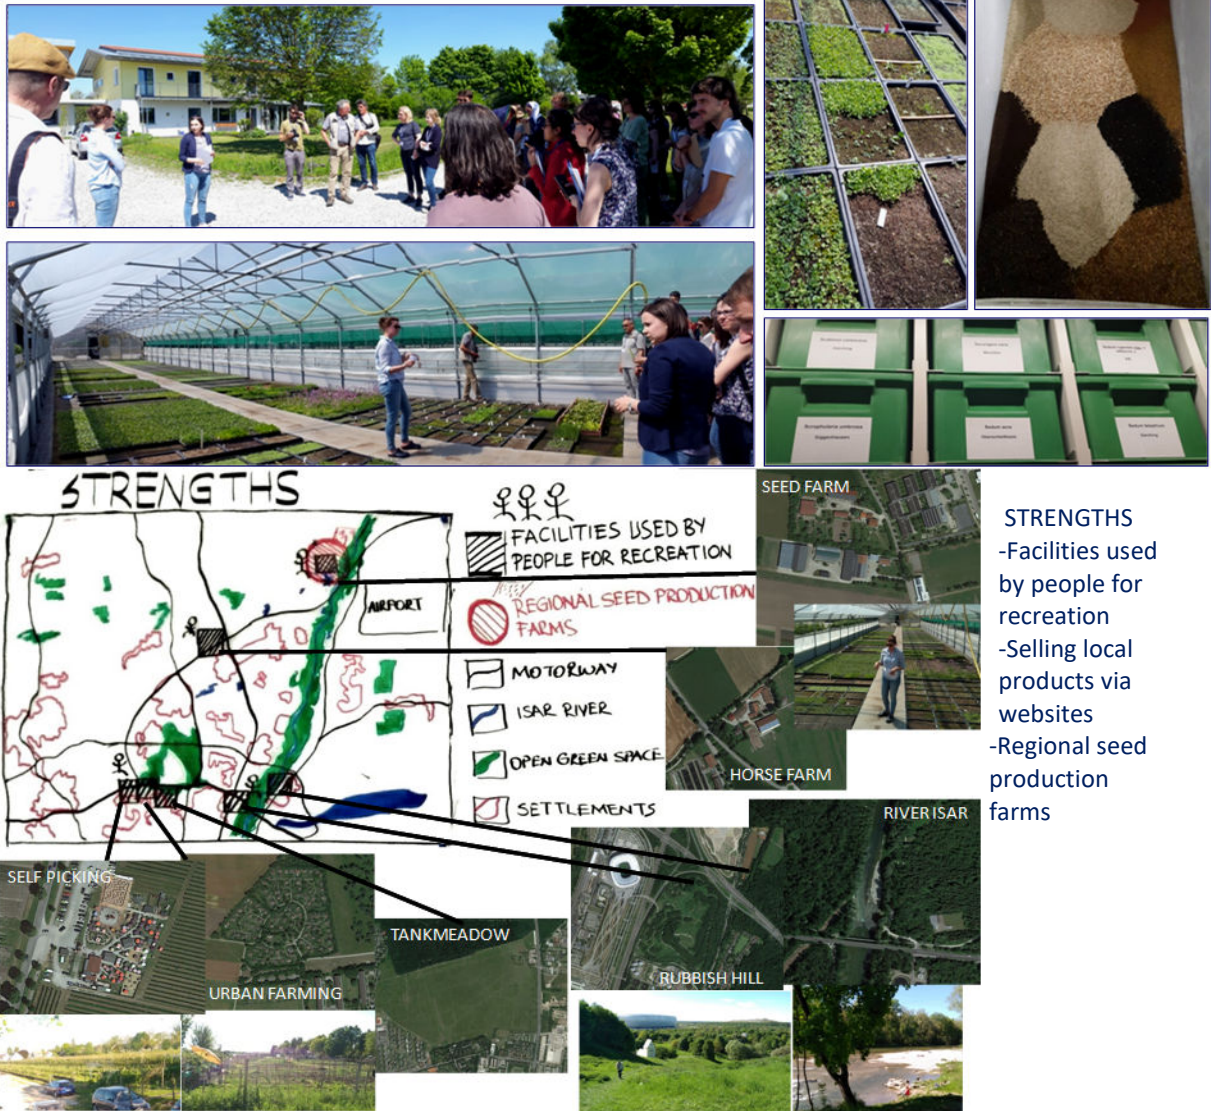 STRENGTHS
FACILITIES USED BY
PEOPLE FOR RECREATION
REGIONAL SEED PRODUCTION
FARMS
AIRPORT
MOTORWAY
ISAR RIVER
OPEN GREEN SPACE
SETTLEMENTS
SEED FARM
HORSE FARM
RIVER ISAR
SELF PICKING
URBAN FARMING
TANKMEADOW
RUBBISH HILL
STRENGTHS
-Facilities used
by people for
recreation
-Selling local
products via
websites
-Regional seed
production
farms